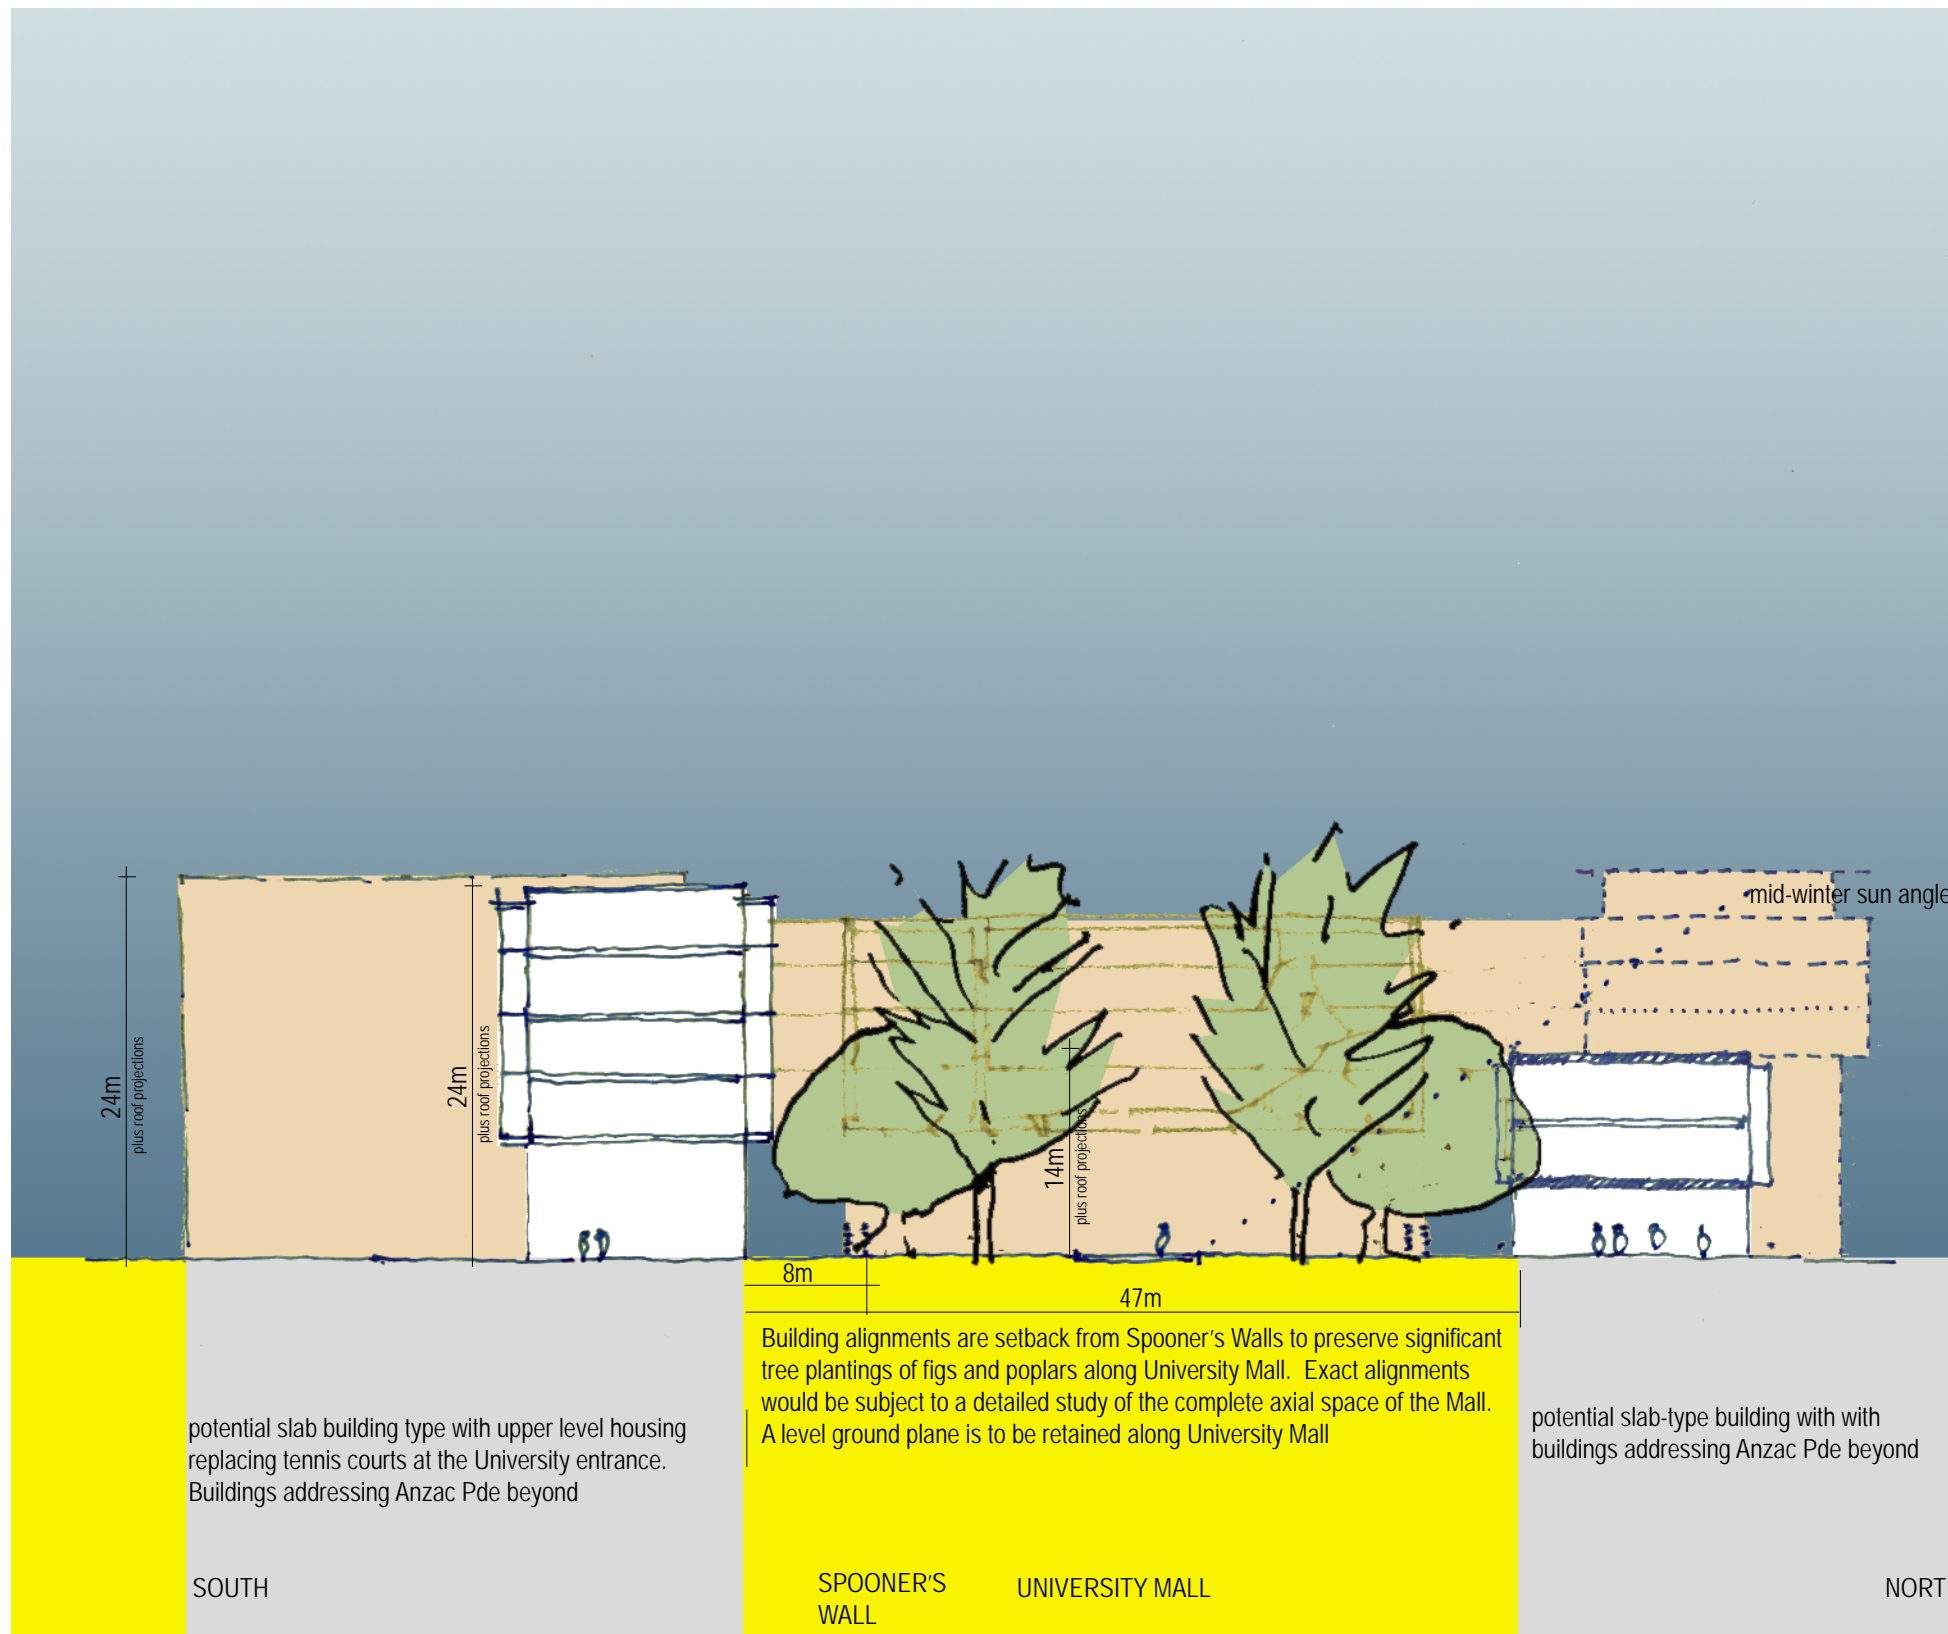 mid-winter sun angle
24m
plus roof projections
24m
plus roof projections
14m
plus roof projections
8m
47m
Building alignments are setback from Spooner's Walls to preserve significant
tree plantings of figs and poplars along University Mall.  Exact alignments
would be subject to a detailed study of the complete axial space of the Mall.
A level ground plane is to be retained along University Mall
potential slab building type with upper level housing
replacing tennis courts at the University entrance.
Buildings addressing Anzac Pde beyond
potential slab-type building with with
buildings addressing Anzac Pde beyond
SOUTH
SPOONER'S
WALL
UNIVERSITY MALL
NORT